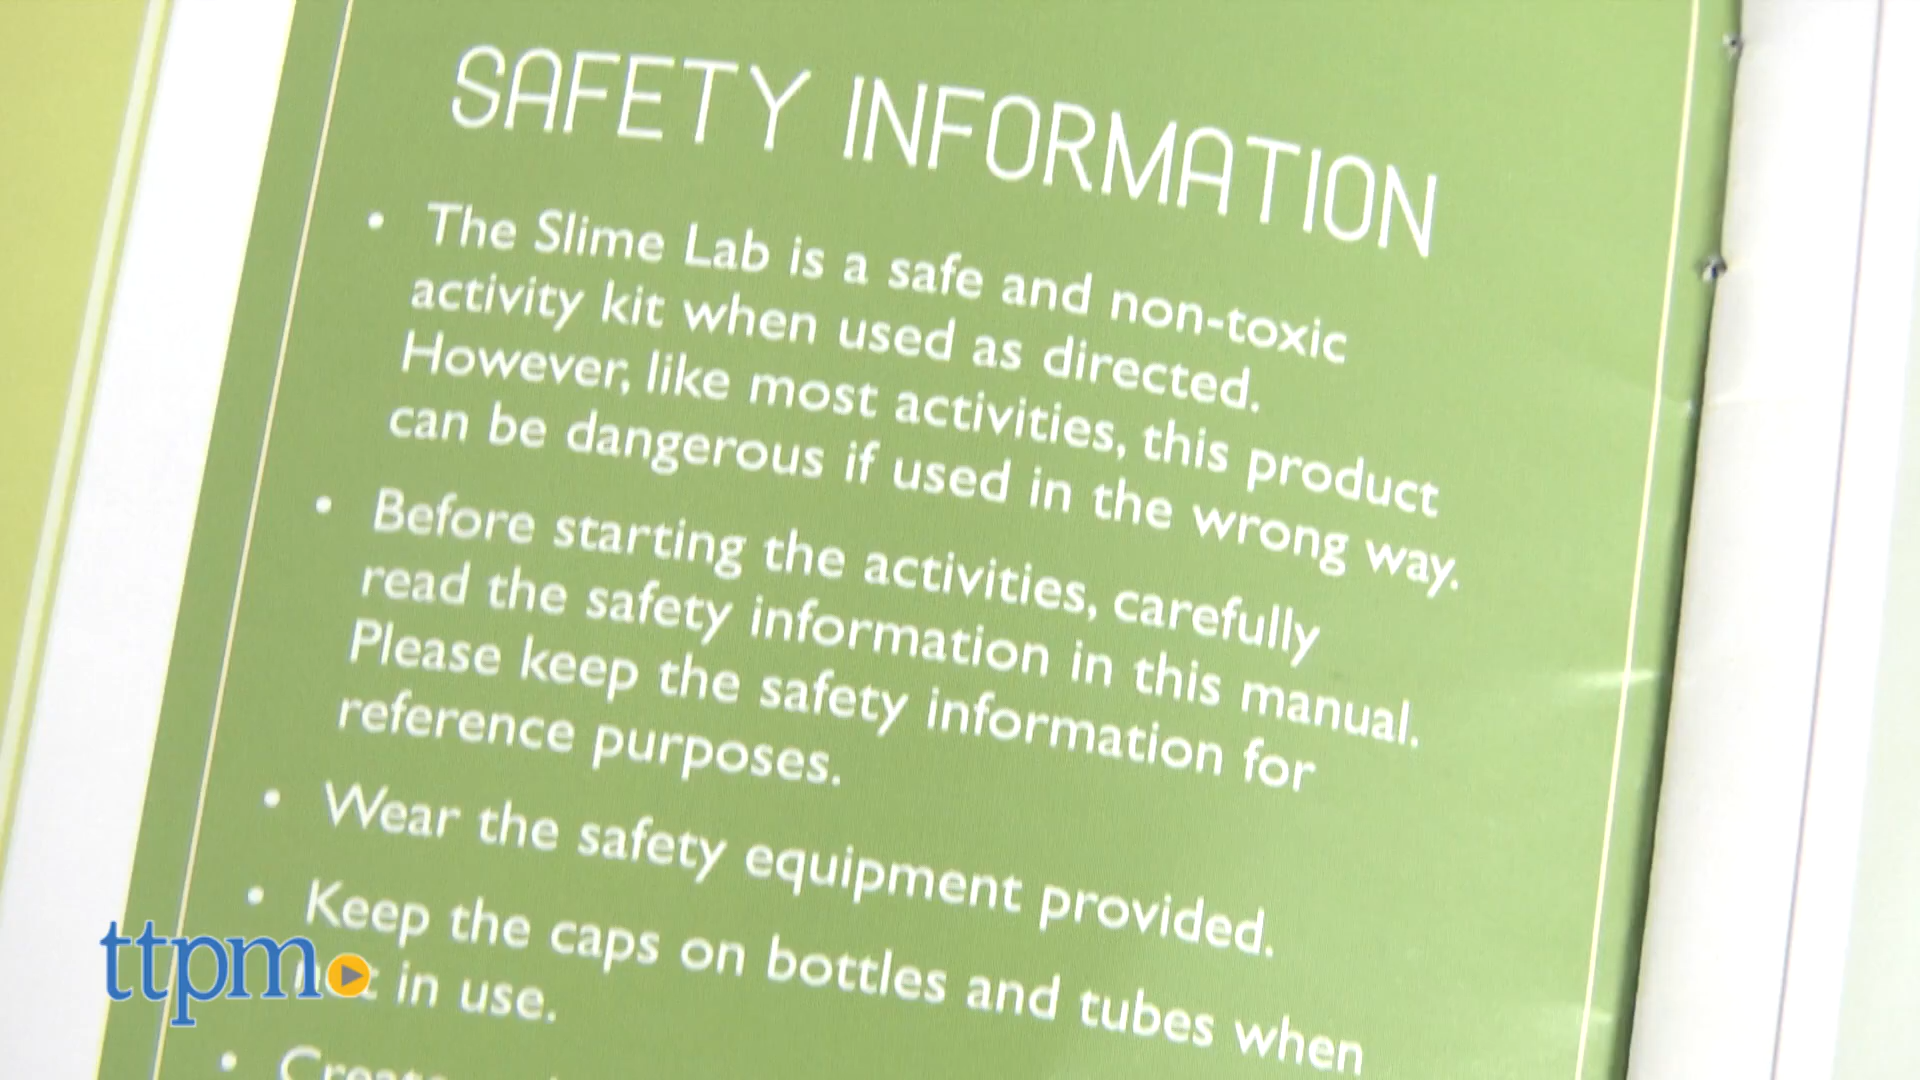 SAFETY INFORMATION
• The Slime Lab is a safe and non-toxic
activity kit when used as directed.
However, like most activities, this product
can be dangerous if used in the wrong way.
• Before starting the activities, carefully
read the safety information in this manual.
Please keep the safety information for
reference purposes.
• Wear the safety equipment provided.
• Keep the caps on bottles and tubes when
in use.
ttpm